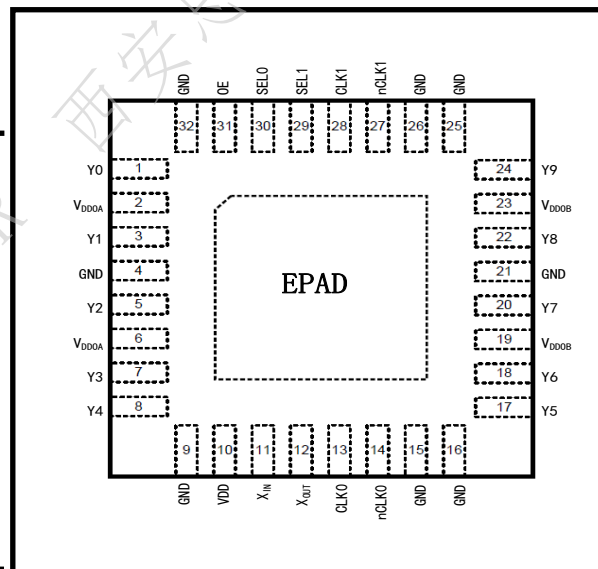 GND OE SEL0 SEL1 CLK1 nCLK1 GND GND
32 31 30 29 28 27 26 25
Y0 1 24 Y9
VDDOA 2 23 VDDOB
Y1 3 22 Y8
GND 4 21 GND
EPAD
Y2 5 20 Y7
VDDOA 6 19 VDDOB
Y3 7 18 Y6
Y4 8 17 Y5
9 10 11 12 13 14 15 16
GND VDD XIN XOUT CLK0 nCLK0 GND GND
西安